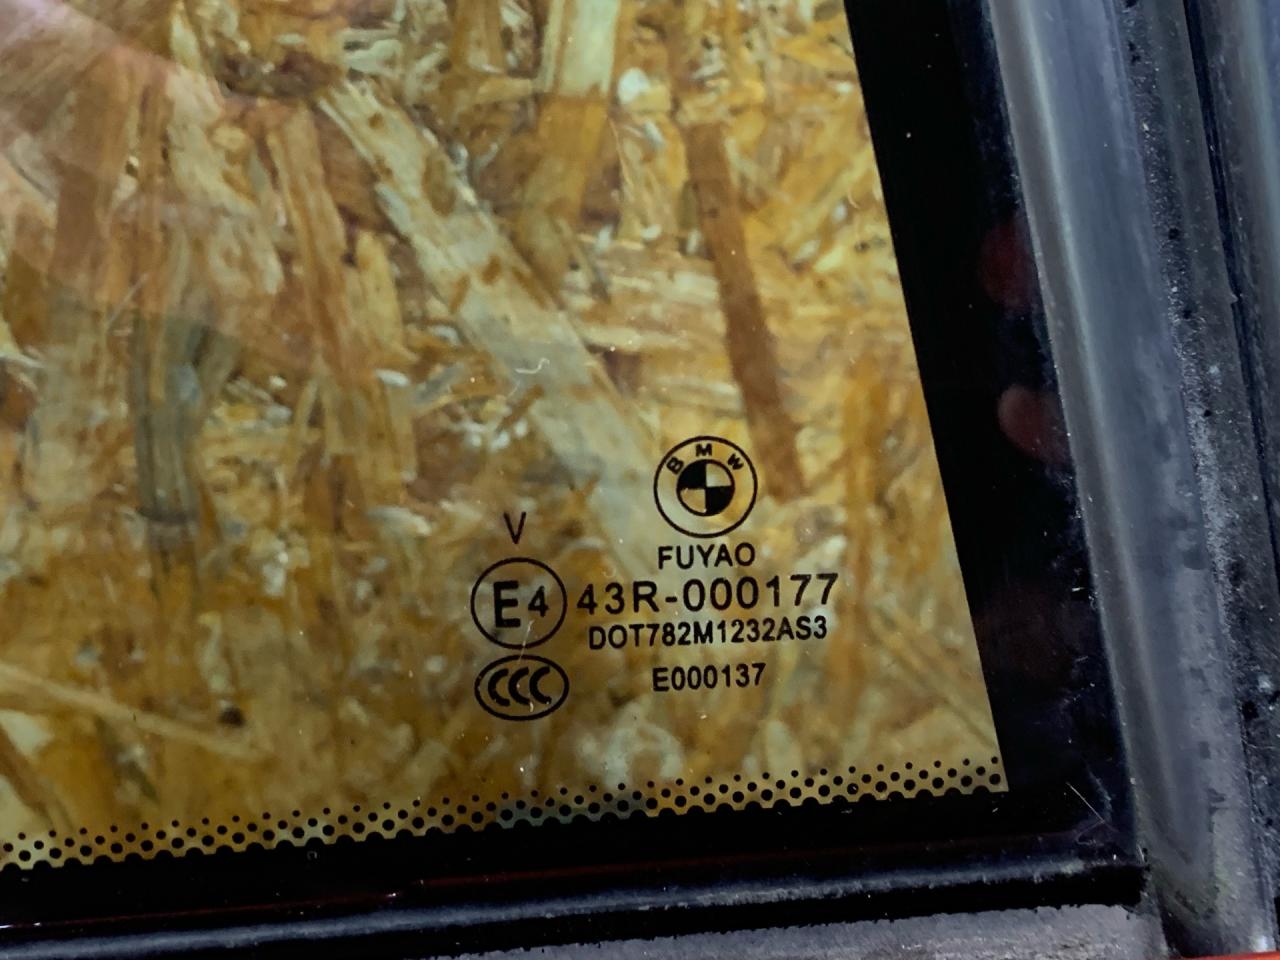 BMW
FUYAO
V
E4 43R-000177
DOT782M1232AS3
CCC
E000137